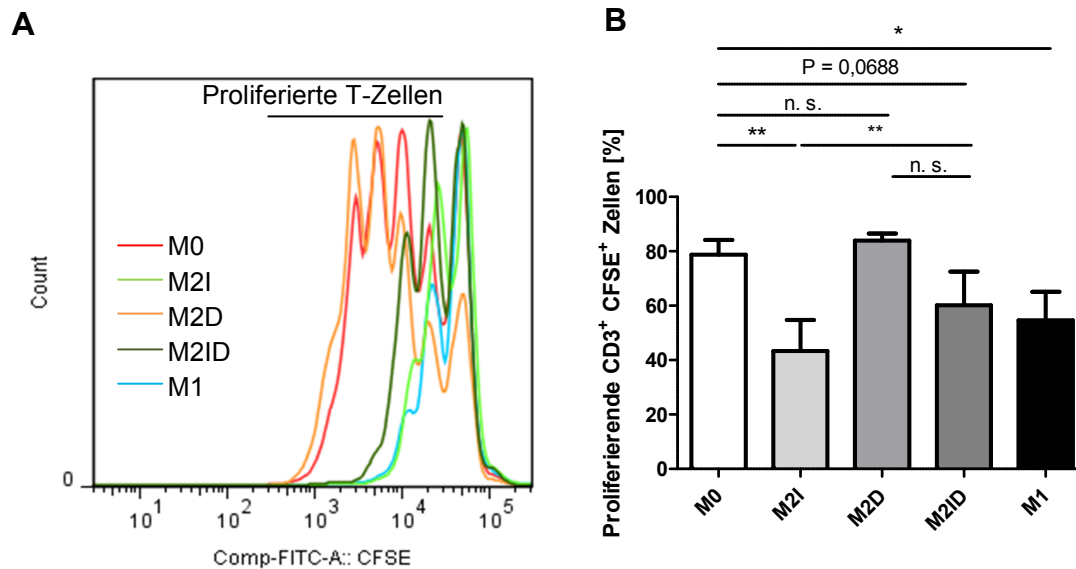 A
Proliferierte T-Zellen
Count
M0
M2I
M2D
M2ID
M1
0
10¹ 10² 10³ 10⁴ 10⁵
Comp-FITC-A:: CFSE
B
*
P = 0,0688
n. s.
** **
n. s.
Proliferierende CD3⁺ CFSE⁺ Zellen [%]
100
80
60
40
20
0
M0 M2I M2D M2ID M1